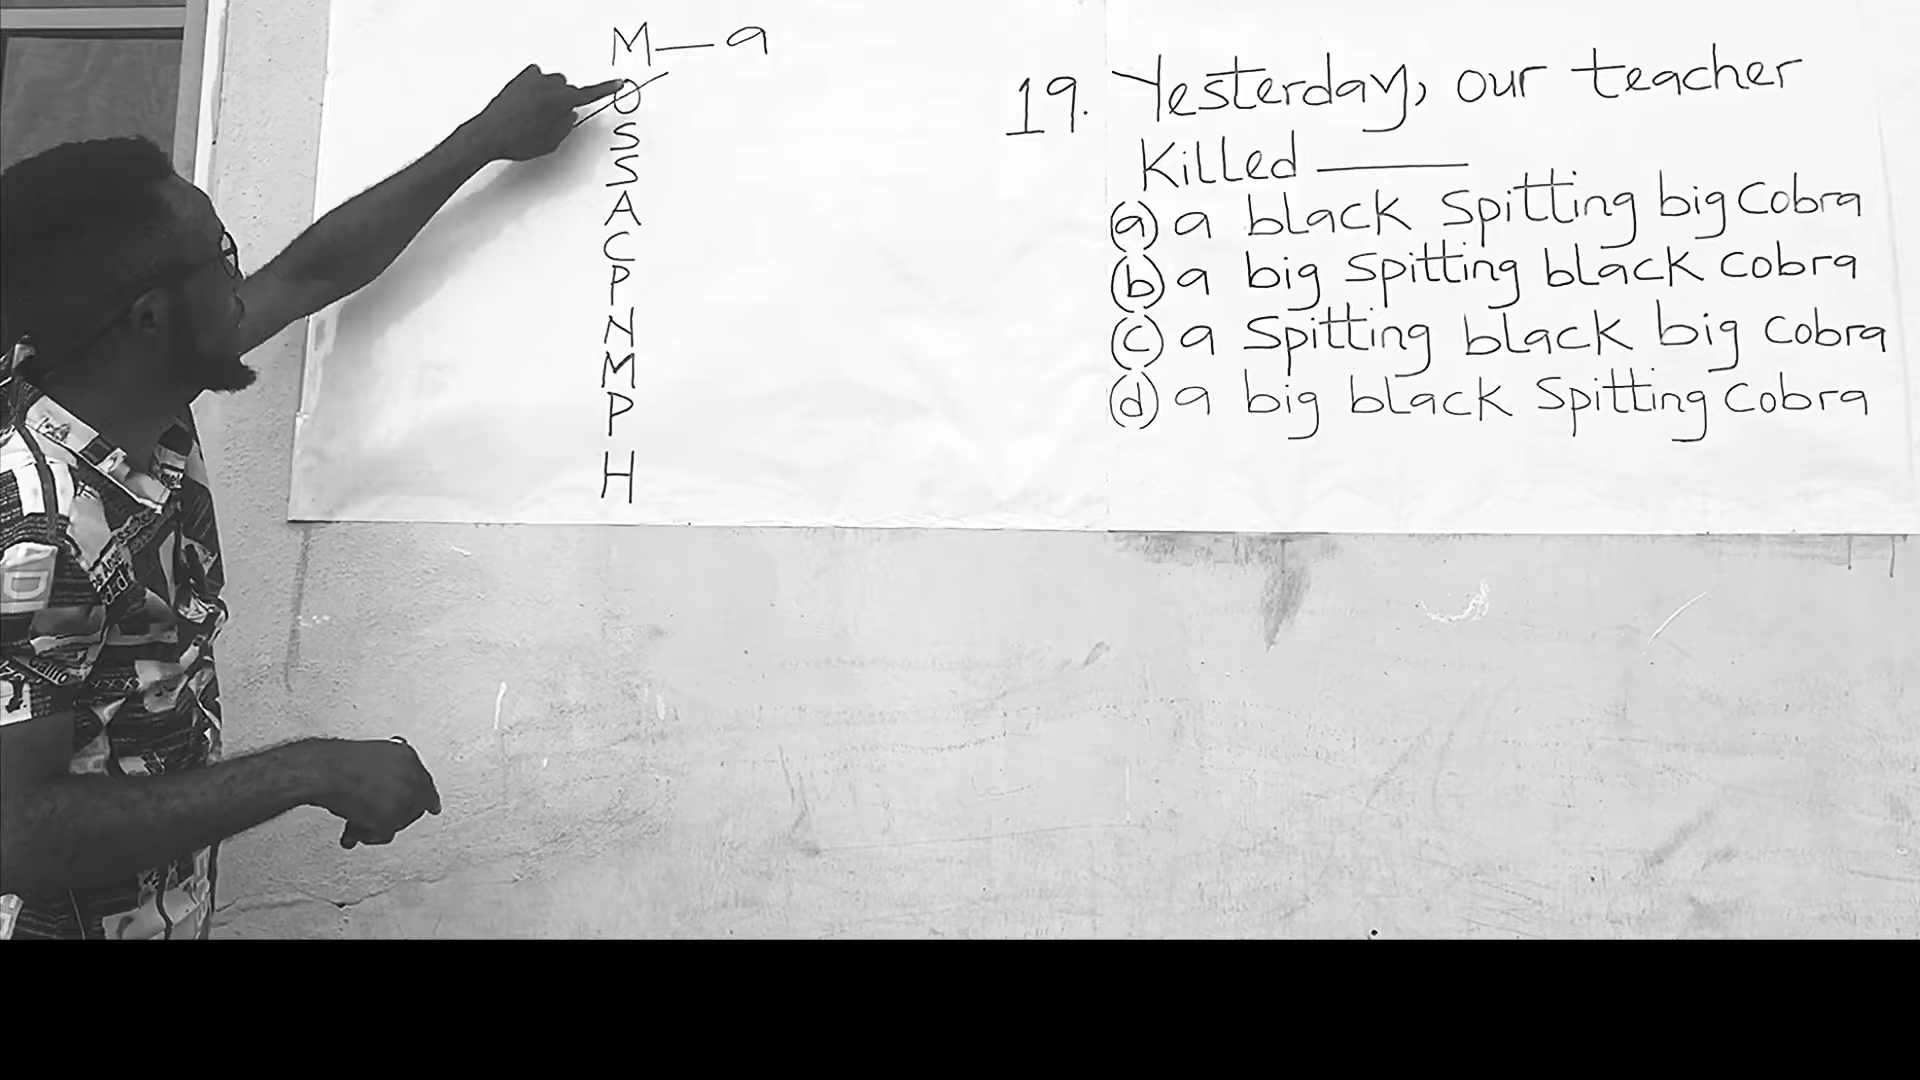 M — a
O
S
S
A
C
P
N
M
P
H
19. Yesterday, our teacher
Killed ______
(a) a black Spitting big Cobra
(b) a big Spitting black cobra
(c) a Spitting black big cobra
(d) a big black Spitting Cobra